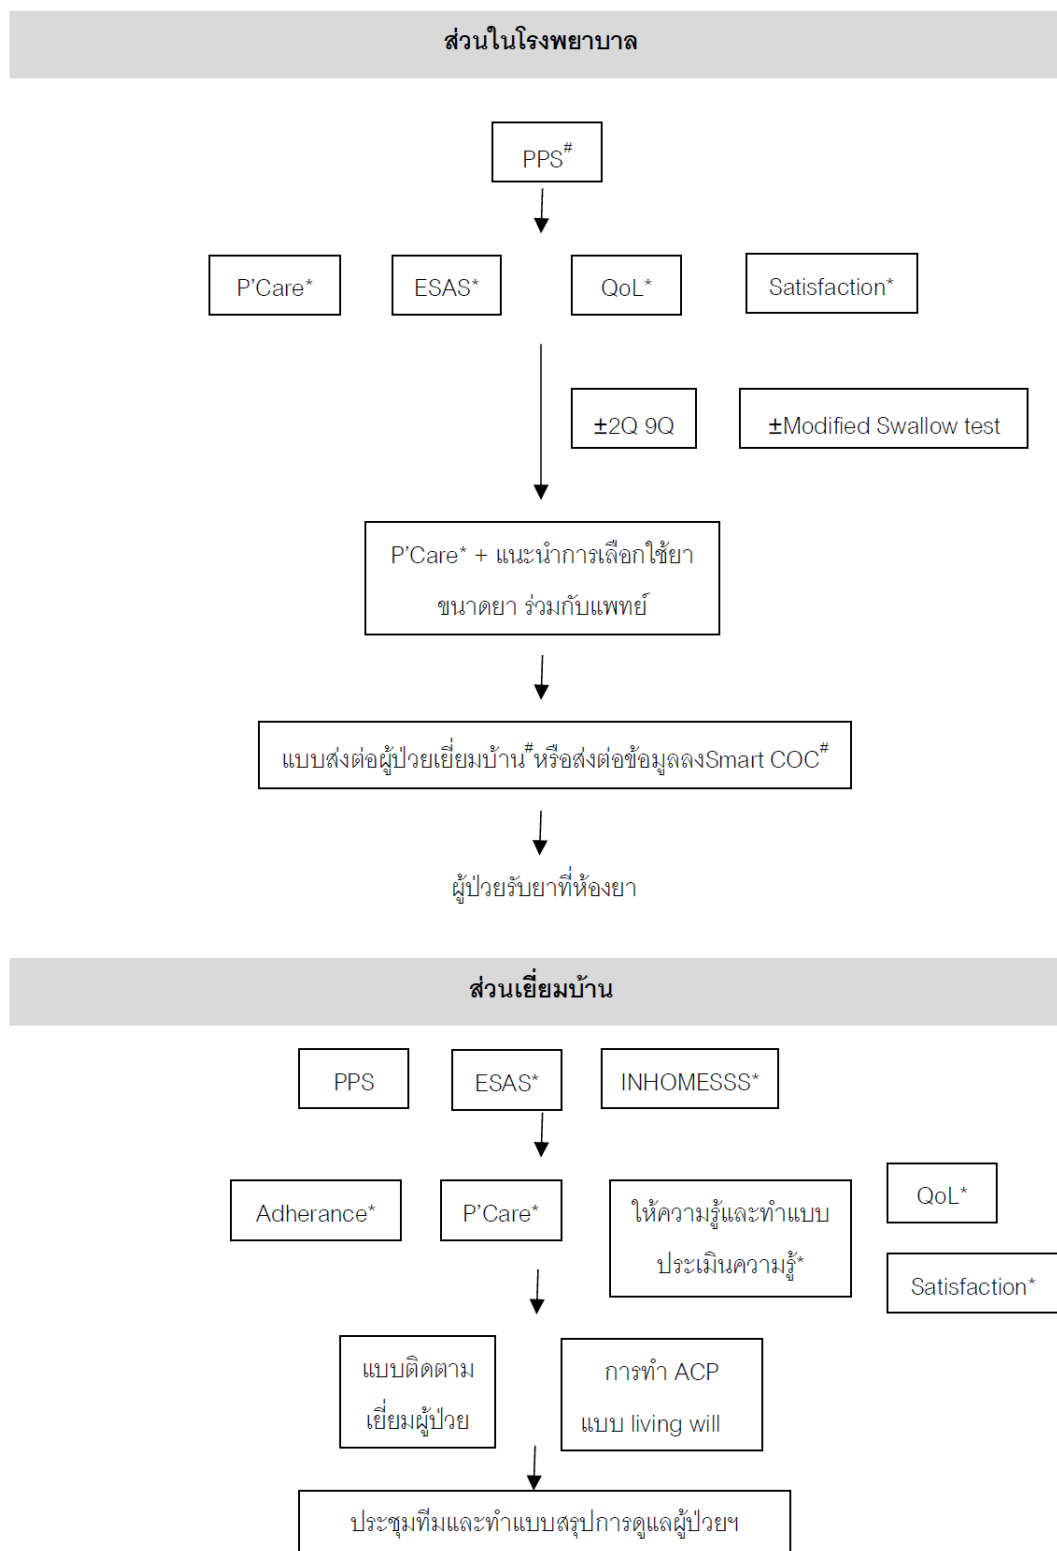 ส่วนในโรงพยาบาล
PPS#
P'Care*
ESAS*
QoL*
Satisfaction*
±2Q 9Q
±Modified Swallow test
P'Care* + แนะนำการเลือกใช้ยา
ขนาดยา ร่วมกับแพทย์
แบบส่งต่อผู้ป่วยเยี่ยมบ้าน#หรือส่งต่อข้อมูลลงSmart COC#
ผู้ป่วยรับยาที่ห้องยา
ส่วนเยี่ยมบ้าน
PPS
ESAS*
INHOMESSS*
Adherance*
P'Care*
ให้ความรู้และทำแบบ
ประเมินความรู้*
QoL*
Satisfaction*
แบบติดตาม
เยี่ยมผู้ป่วย
การทำ ACP
แบบ living will
ประชุมทีมและทำแบบสรุปการดูแลผู้ป่วยฯ